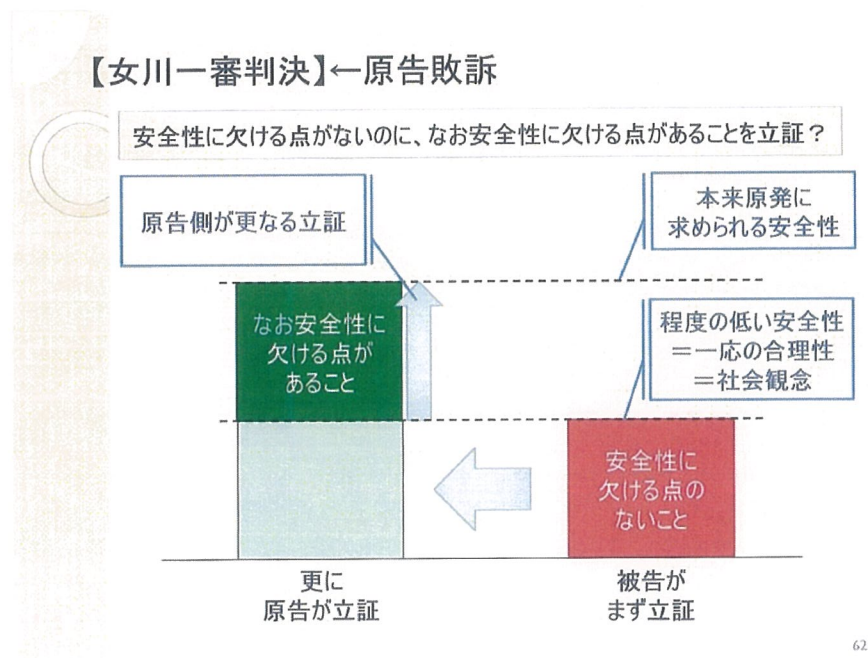 【女川一審判決】←原告敗訴
安全性に欠ける点がないのに、なお安全性に欠ける点があることを立証？
原告側が更なる立証
本来原発に
求められる安全性
なお安全性に
欠ける点が
あること
程度の低い安全性
＝一応の合理性
＝社会観念
安全性に
欠ける点の
ないこと
更に
原告が立証
被告が
まず立証
62